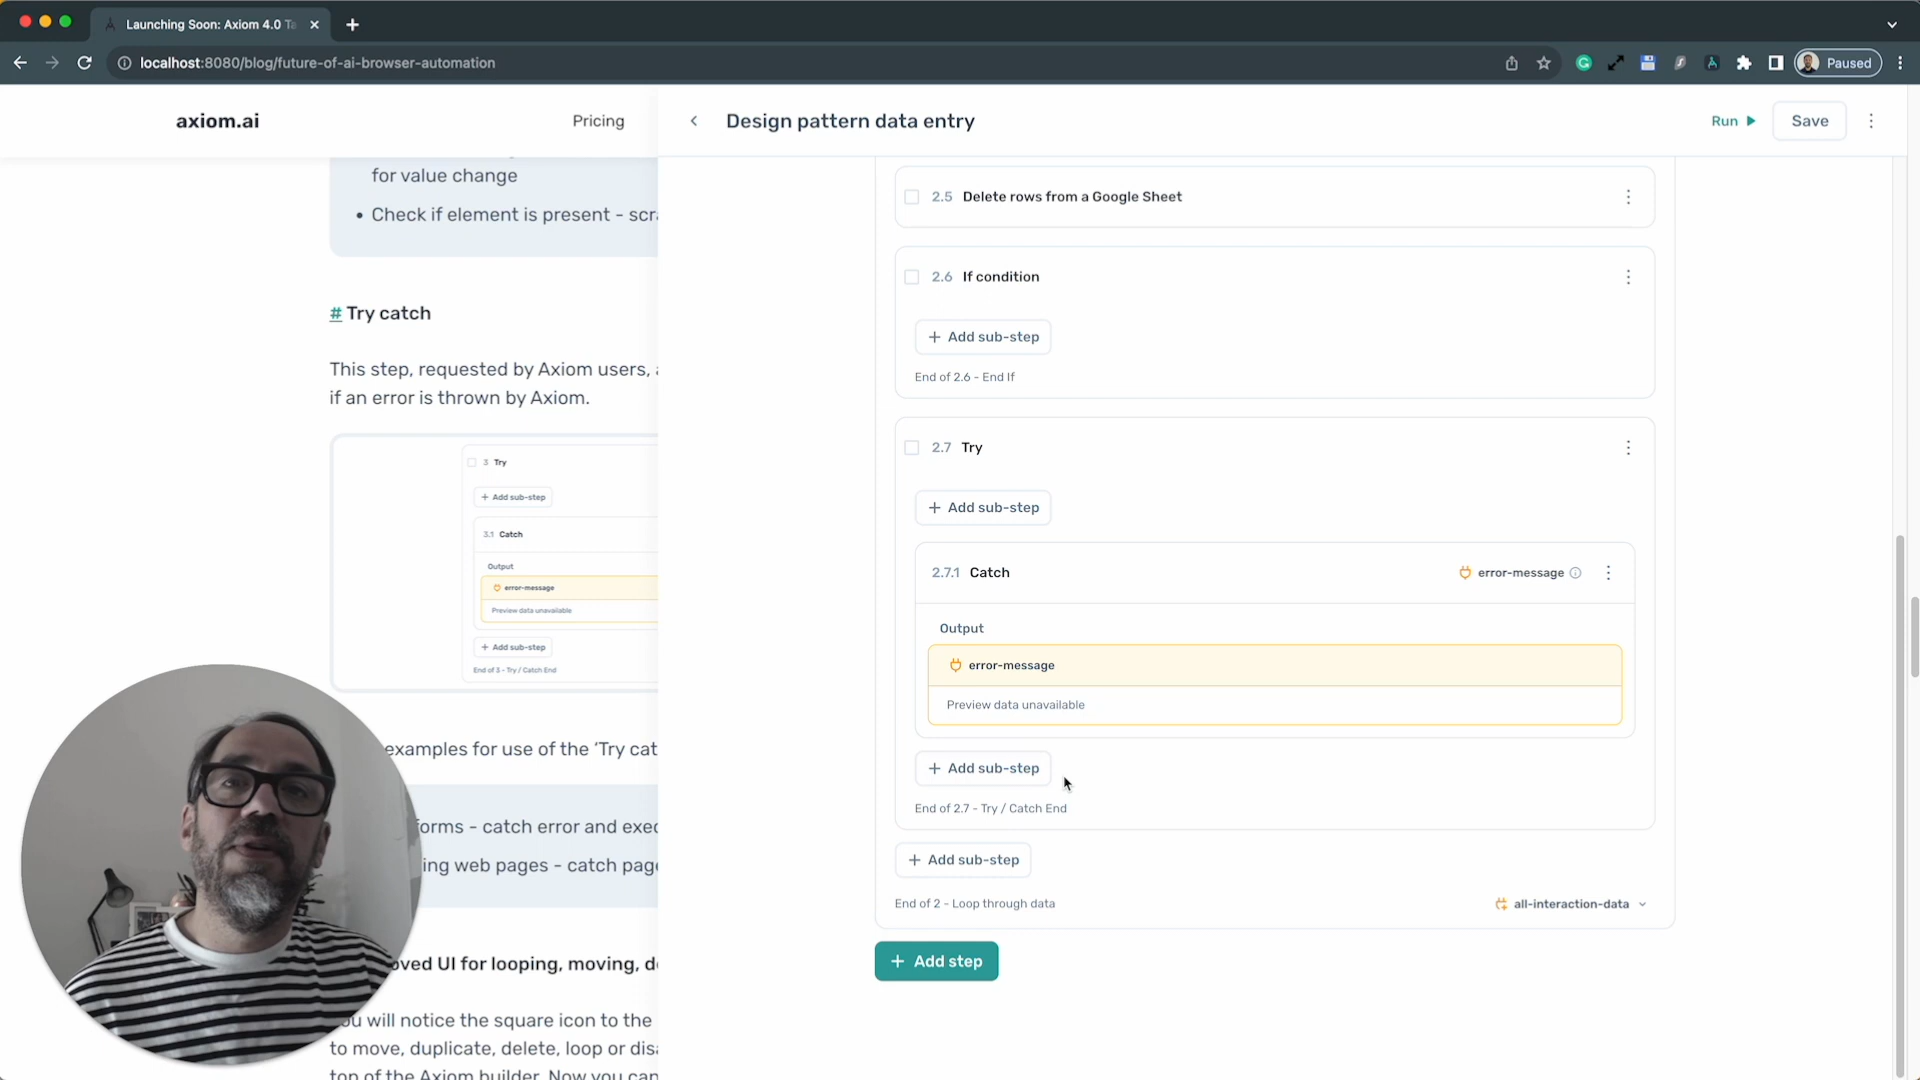 Launching Soon: Axiom 4.0 Ta
localhost:8080/blog/future-of-ai-browser-automation
Paused
axiom.ai
Pricing
for value change
• Check if element is present - scra
# Try catch
This step, requested by Axiom users, a
if an error is thrown by Axiom.
3 Try
+ Add sub-step
3.1 Catch
Output
error-message
Preview data unavailable
+ Add sub-step
End of 3 - Try / Catch End
examples for use of the ‘Try cat
forms - catch error and exec
ing web pages - catch page
oved UI for looping, moving, de
You will notice the square icon to the
to move, duplicate, delete, loop or disa
top of the Axiom builder. Now you can
Design pattern data entry
Run
Save
2.5 Delete rows from a Google Sheet
2.6 If condition
+ Add sub-step
End of 2.6 - End If
2.7 Try
+ Add sub-step
2.7.1 Catch
error-message
Output
error-message
Preview data unavailable
+ Add sub-step
End of 2.7 - Try / Catch End
+ Add sub-step
End of 2 - Loop through data
all-interaction-data
+ Add step